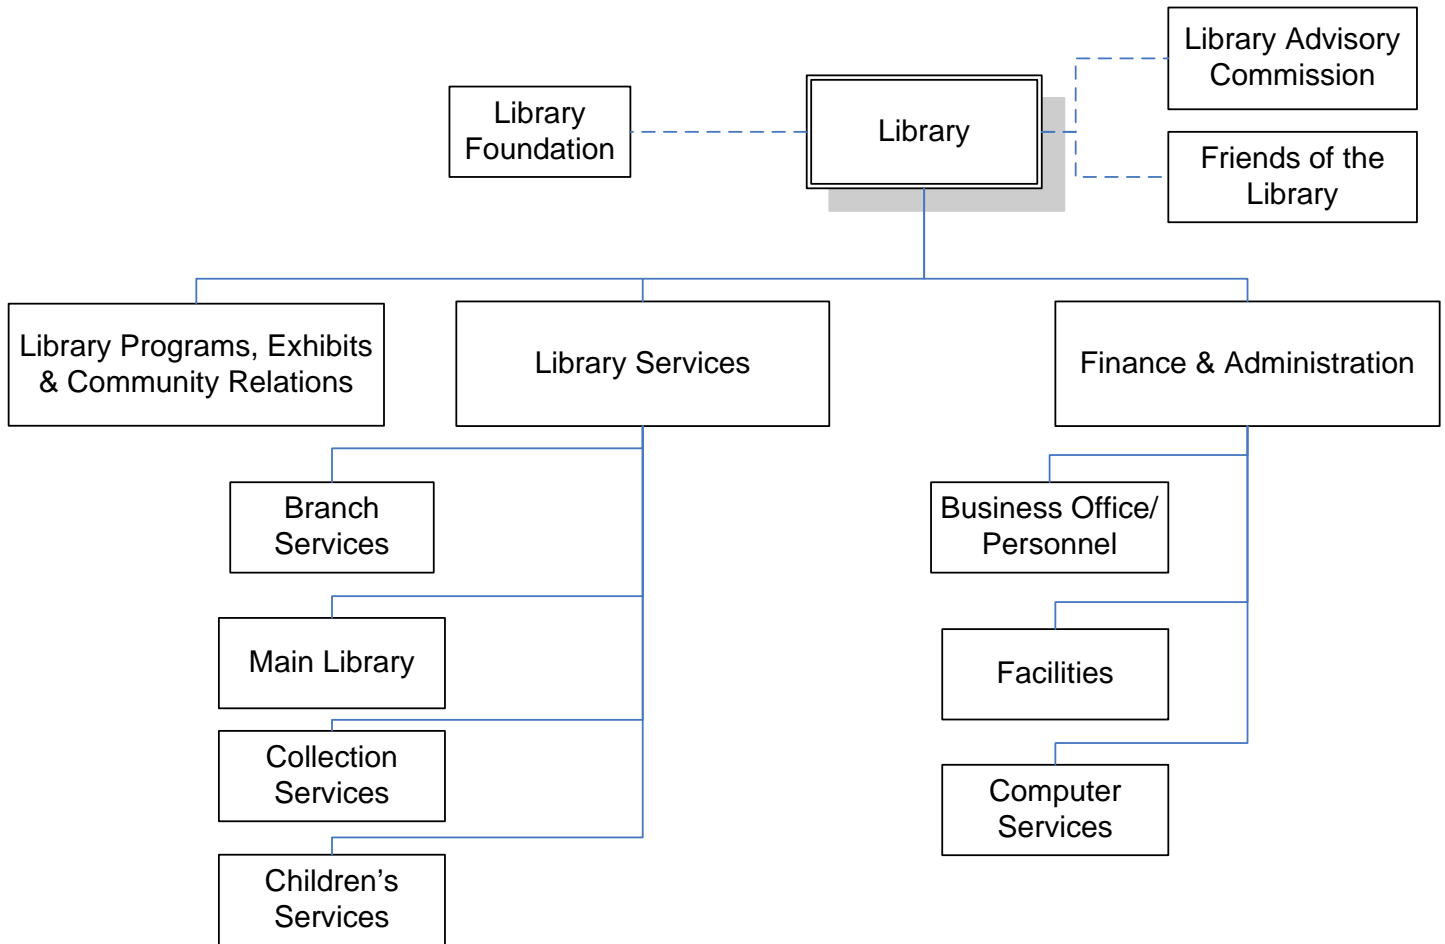 Library Advisory
Commission
Library
Foundation
Library
Friends of the
Library
Library Programs, Exhibits
& Community Relations
Library Services
Finance & Administration
Branch
Services
Business Office/
Personnel
Main Library
Facilities
Collection
Services
Computer
Services
Children’s
Services